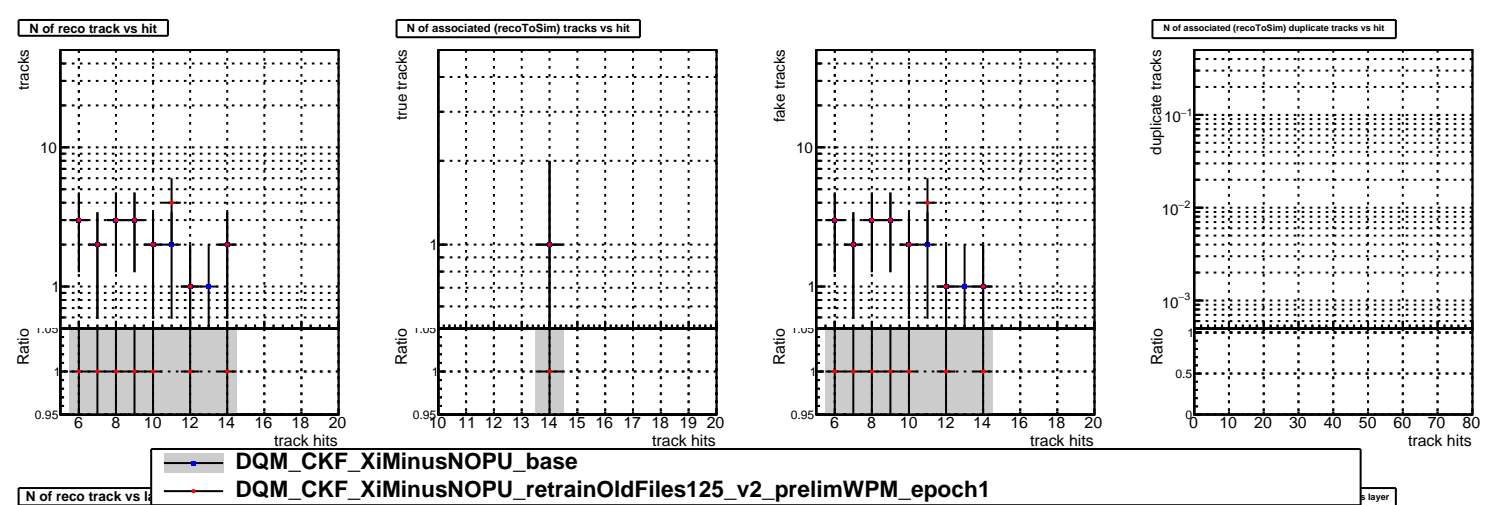 N of reco track vs hit
tracks
10
1
Ratio
1.05
1
0.95
6 8 10 12 14 16 18 20
track hits
N of associated (recoToSim) tracks vs hit
true tracks
1
Ratio
1.05
1
0.95
10 11 12 13 14 15 16 17 18 19 20
track hits
fake tracks
10
1
Ratio
1.05
1
0.95
6 8 10 12 14 16 18 20
track hits
N of associated (recoToSim) duplicate tracks vs hit
duplicate tracks
10⁻¹
10⁻²
10⁻³
Ratio
1
0.5
0
0 10 20 30 40 50 60 70 80
track hits
DQM_CKF_XiMinusNOPU_base
DQM_CKF_XiMinusNOPU_retrainOldFiles125_v2_prelimWPM_epoch1
N of reco track vs
layer